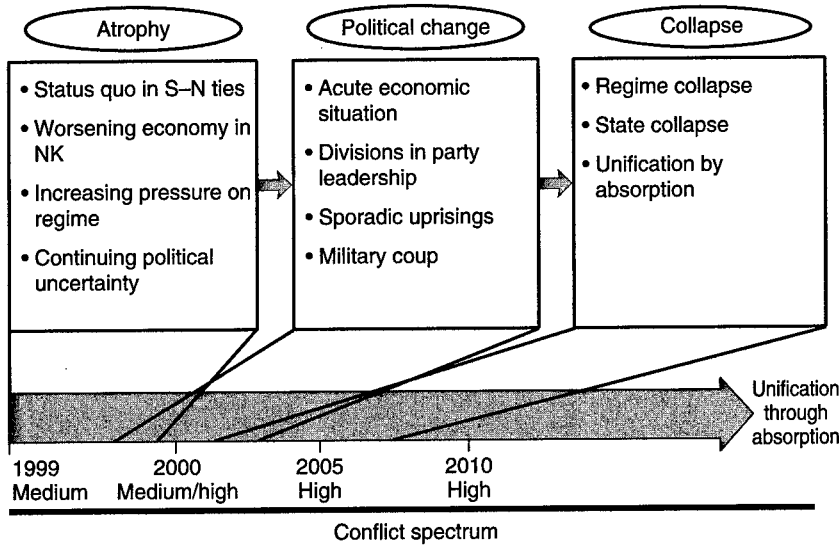 Atrophy
Political change
Collapse
• Status quo in S–N ties
• Worsening economy in
NK
• Increasing pressure on
regime
• Continuing political
uncertainty
• Acute economic
situation
• Divisions in party
leadership
• Sporadic uprisings
• Military coup
• Regime collapse
• State collapse
• Unification by
absorption
Unification
through
absorption
1999
Medium
2000
Medium/high
2005
High
2010
High
Conflict spectrum